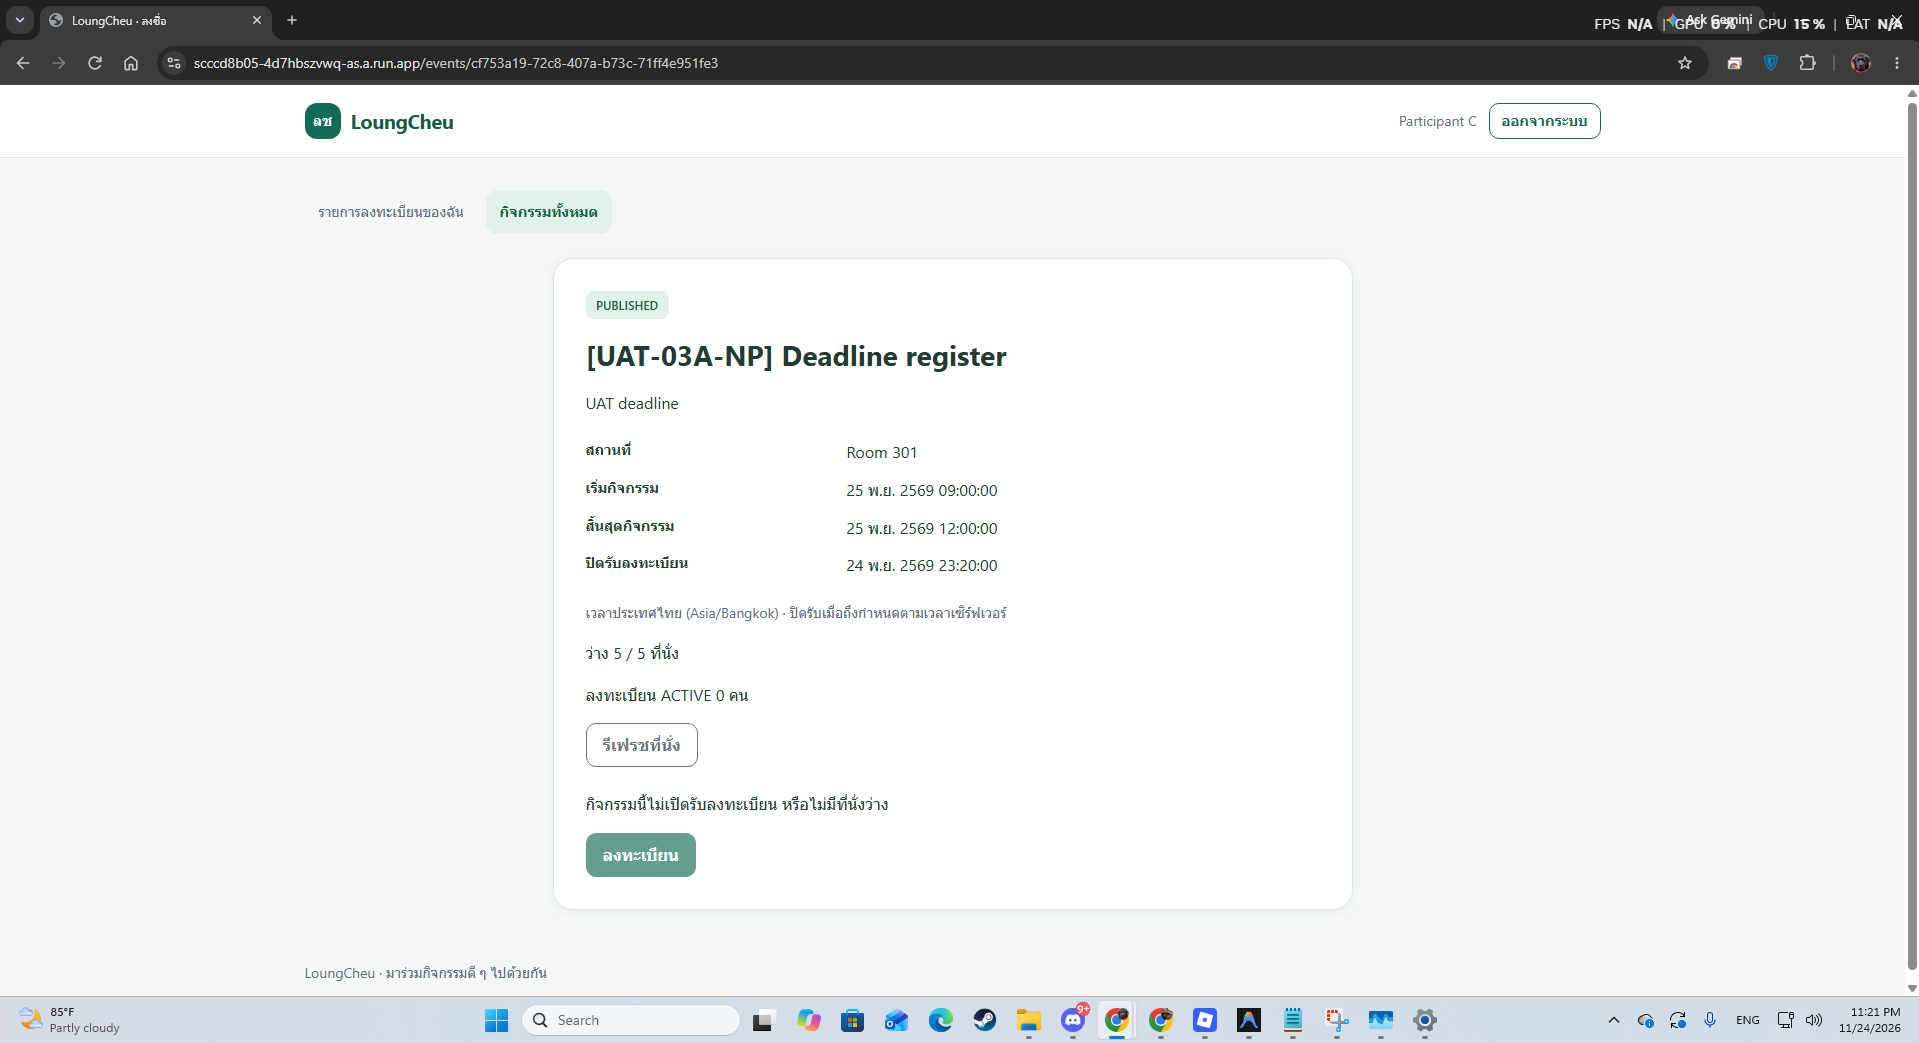 LoungCheu · ลงชื่อ
Ask Gemini
FPS N/A | GPU 0% | CPU 15% | LAT N/A
scccd8b05-4d7hbszvwq-as.a.run.app/events/cf753a19-72c8-407a-b73c-71ff4e951fe3
ลช LoungCheu
Participant C ออกจากระบบ
รายการลงทะเบียนของฉัน กิจกรรมทั้งหมด
PUBLISHED
[UAT-03A-NP] Deadline register
UAT deadline
สถานที่ Room 301
เริ่มกิจกรรม 25 พ.ย. 2569 09:00:00
สิ้นสุดกิจกรรม 25 พ.ย. 2569 12:00:00
ปิดรับลงทะเบียน 24 พ.ย. 2569 23:20:00
เวลาประเทศไทย (Asia/Bangkok) · ปิดรับเมื่อถึงกำหนดตามเวลาเซิร์ฟเวอร์
ว่าง 5 / 5 ที่นั่ง
ลงทะเบียน ACTIVE 0 คน
รีเฟรชที่นั่ง
กิจกรรมนี้ไม่เปิดรับลงทะเบียน หรือไม่มีที่นั่งว่าง
ลงทะเบียน
LoungCheu · มาร่วมกิจกรรมดี ๆ ไปด้วยกัน
85°F
Partly cloudy
Search
9+
ENG
11:21 PM
11/24/2026